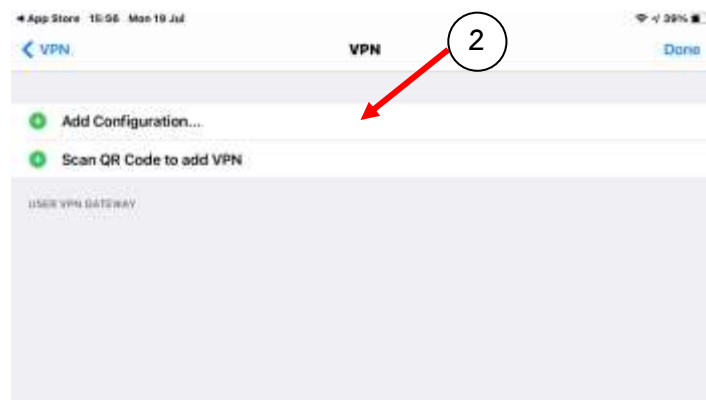 ◄ App Store 15:56 Mon 19 Jul 39%
VPN VPN 2 Done
Add Configuration...
Scan QR Code to add VPN
USER VPN GATEWAY